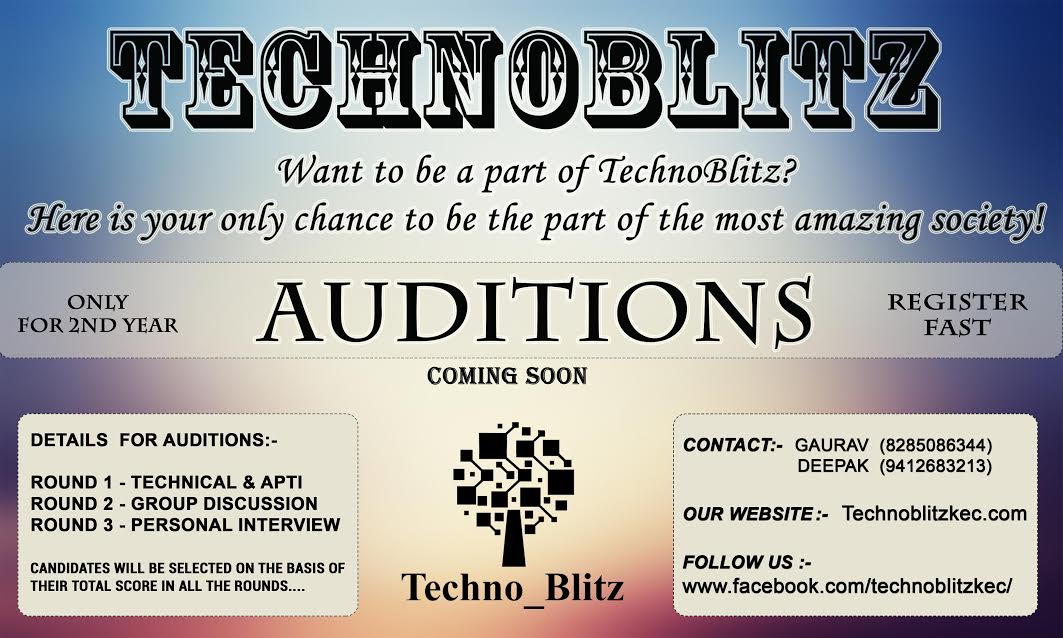 TECHNOBLITZ
Want to be a part of TechnoBlitz?
Here is your only chance to be the part of the most amazing society!
ONLY
FOR 2ND YEAR
AUDITIONS
REGISTER
FAST
COMING SOON
DETAILS FOR AUDITIONS:-
ROUND 1 - TECHNICAL & APTI
ROUND 2 - GROUP DISCUSSION
ROUND 3 - PERSONAL INTERVIEW
CANDIDATES WILL BE SELECTED ON THE BASIS OF
THEIR TOTAL SCORE IN ALL THE ROUNDS....
Techno_Blitz
CONTACT:- GAURAV (8285086344)
DEEPAK (9412683213)
OUR WEBSITE:- Technoblitzkec.com
FOLLOW US :-
www.facebook.com/technoblitzkec/